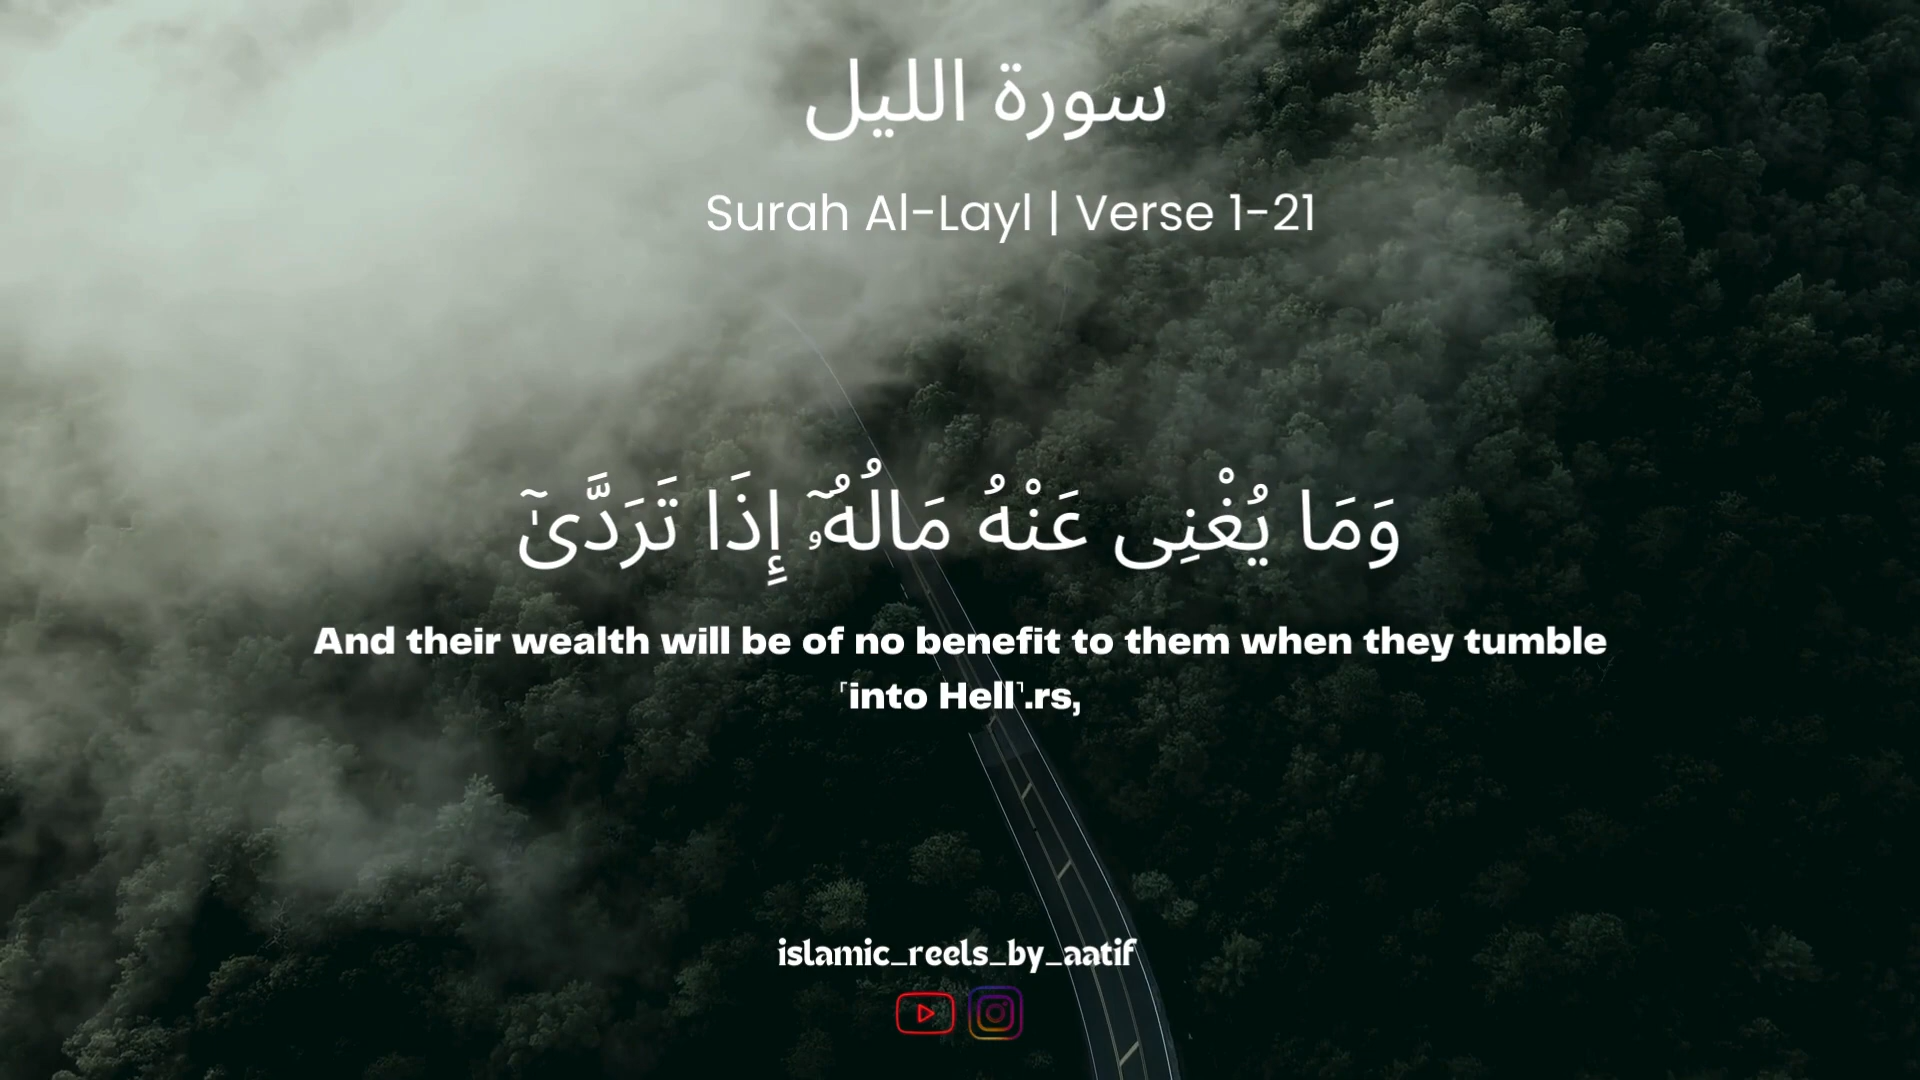 سورة الليل
Surah Al-Layl | Verse 1-21
وَمَا يُغْنِى عَنْهُ مَالُهُۥٓ إِذَا تَرَدَّىٰٓ
And their wealth will be of no benefit to them when they tumble
˹into Hell˺.rs,
islamic_reels_by_aatif